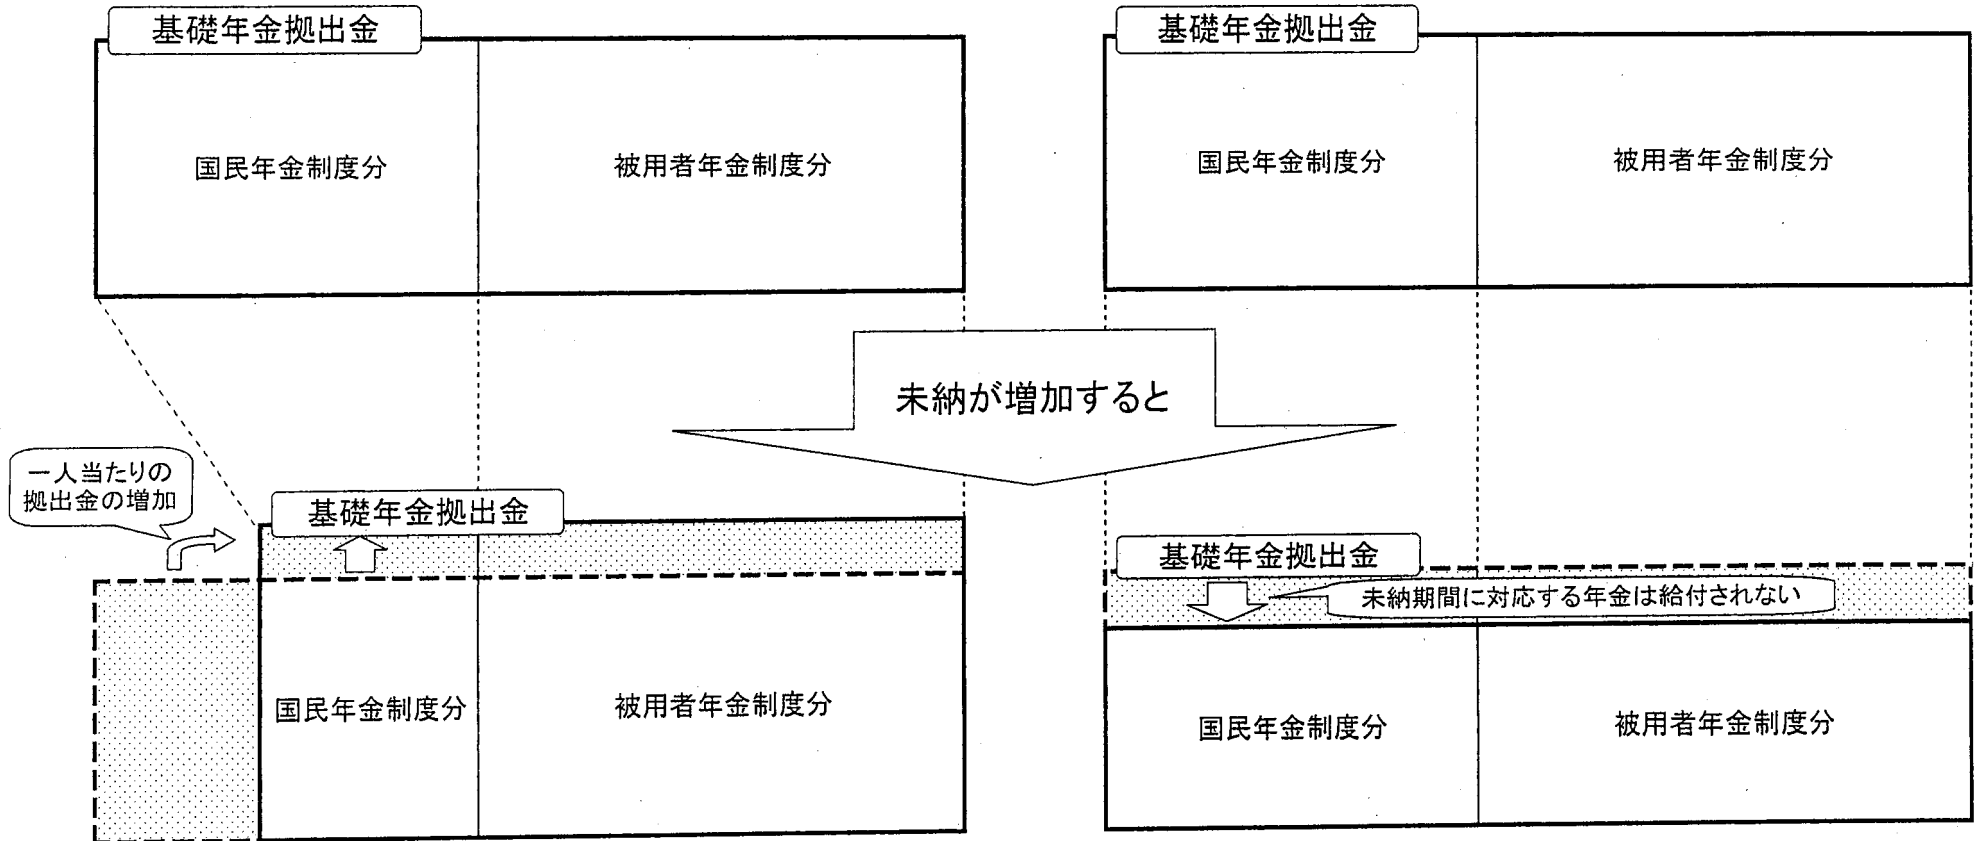 基礎年金拠出金
国民年金制度分
被用者年金制度分
基礎年金拠出金
国民年金制度分
被用者年金制度分
未納が増加すると
一人当たりの
拠出金の増加
基礎年金拠出金
国民年金制度分
被用者年金制度分
基礎年金拠出金
未納期間に対応する年金は給付されない
国民年金制度分
被用者年金制度分